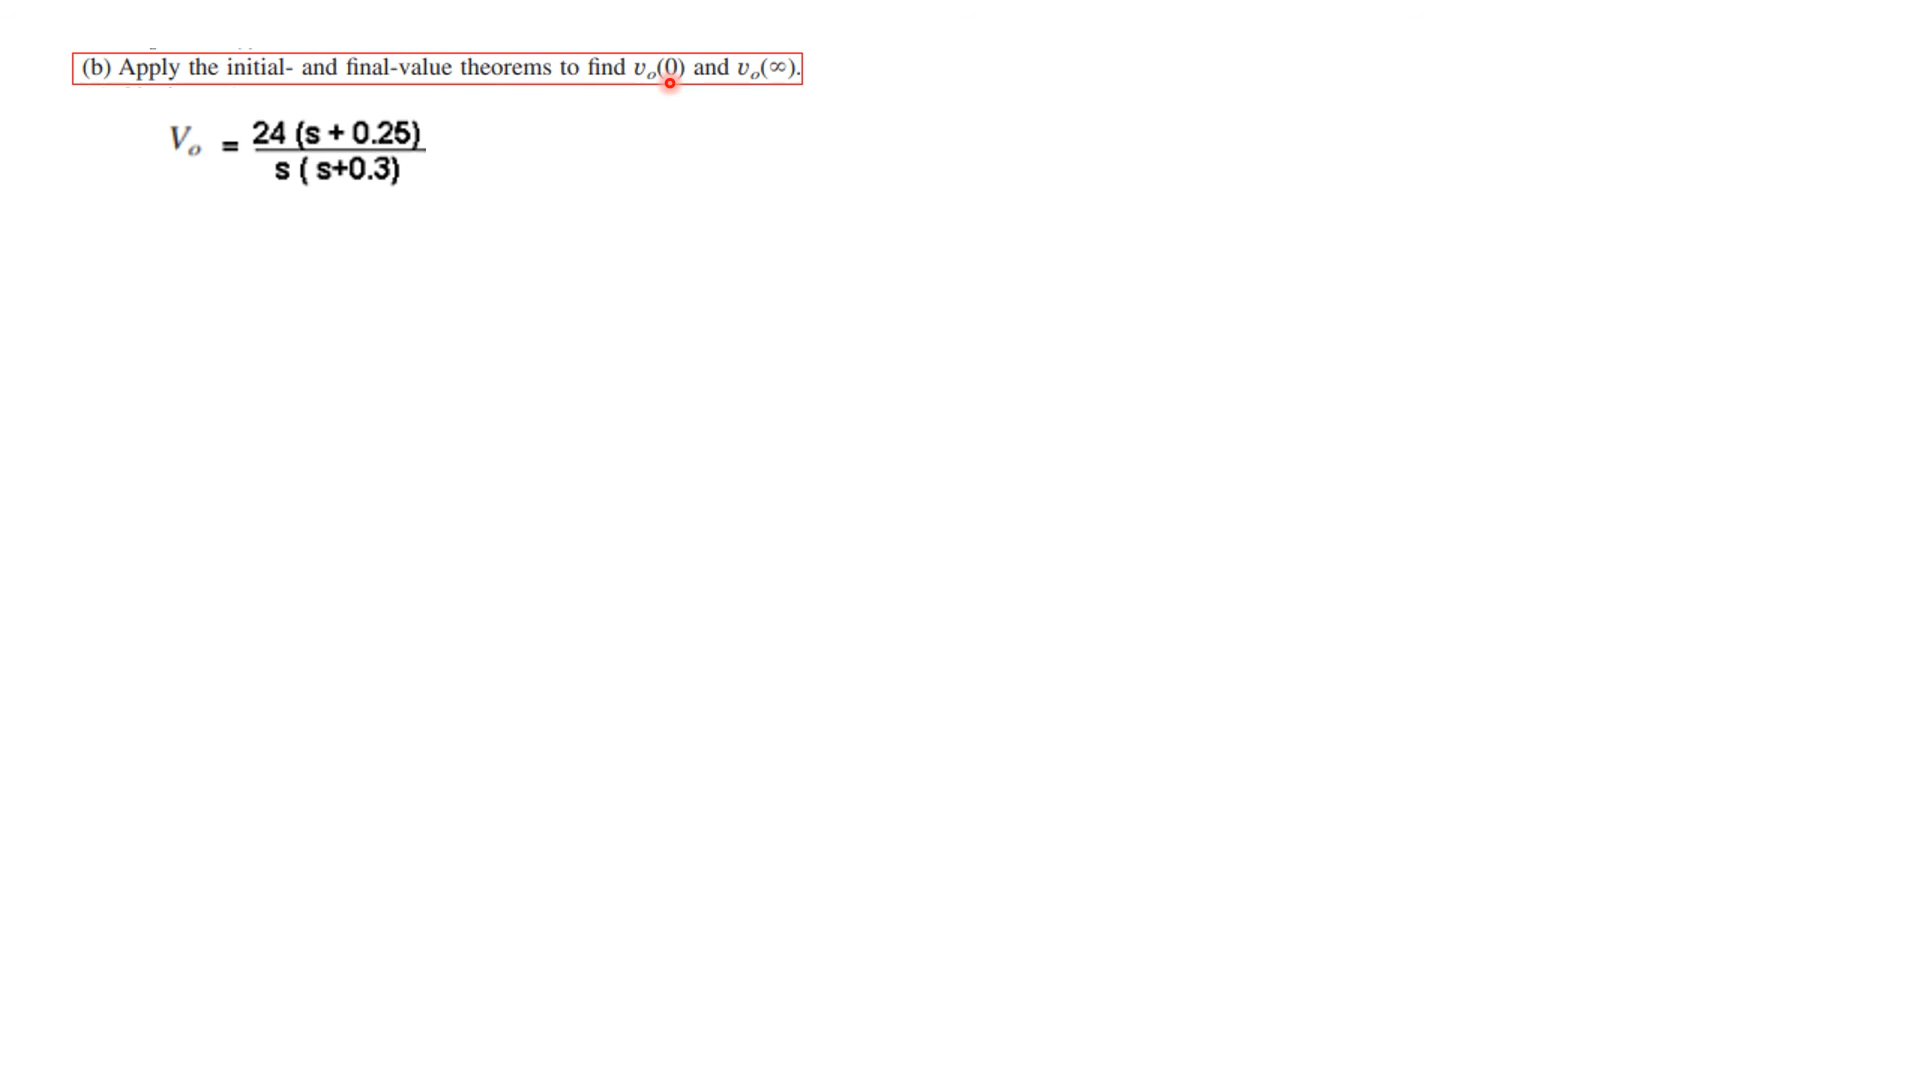 (b) Apply the initial- and final-value theorems to find vₒ(0) and vₒ(∞).
Vₒ = 24 (s + 0.25)
s ( s+0.3)